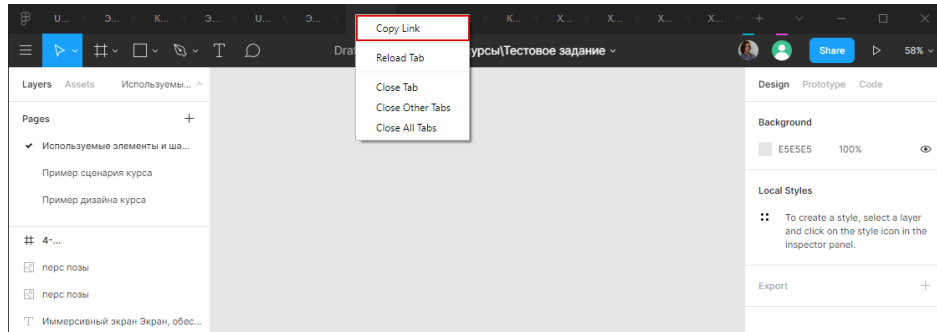 U... Э... К... Э... U... Э... К... Х... Х... Х... Х...
Copy Link
Reload Tab
Close Tab
Close Other Tabs
Close All Tabs
Тестовое задание
Share
58%
Layers Assets Используемы...
Pages
Используемые элементы и ша...
Пример сценария курса
Пример дизайна курса
4-...
перс позы
перс позы
Иммерсивный экран Экран, обес...
Design Prototype Code
Background
E5E5E5 100%
Local Styles
To create a style, select a layer
and click on the style icon in the
inspector panel.
Export